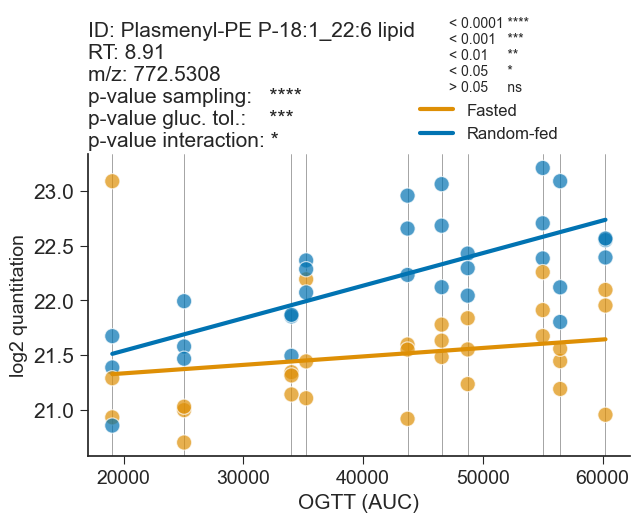 ID: Plasmenyl-PE P-18:1_22:6 lipid
RT: 8.91
m/z: 772.5308
p-value sampling: ****
p-value gluc. tol.: ***
p-value interaction: *
< 0.0001 ****
< 0.001 ***
< 0.01 **
< 0.05 *
> 0.05 ns
Fasted
Random-fed
log2 quantitation
23.0
22.5
22.0
21.5
21.0
20000 30000 40000 50000 60000
OGTT (AUC)